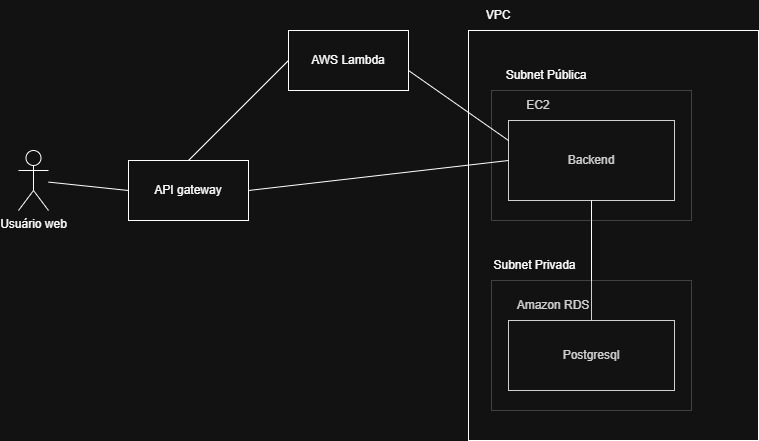 VPC
AWS Lambda
Subnet Pública
EC2
Backend
API gateway
Usuário web
Subnet Privada
Amazon RDS
Postgresql